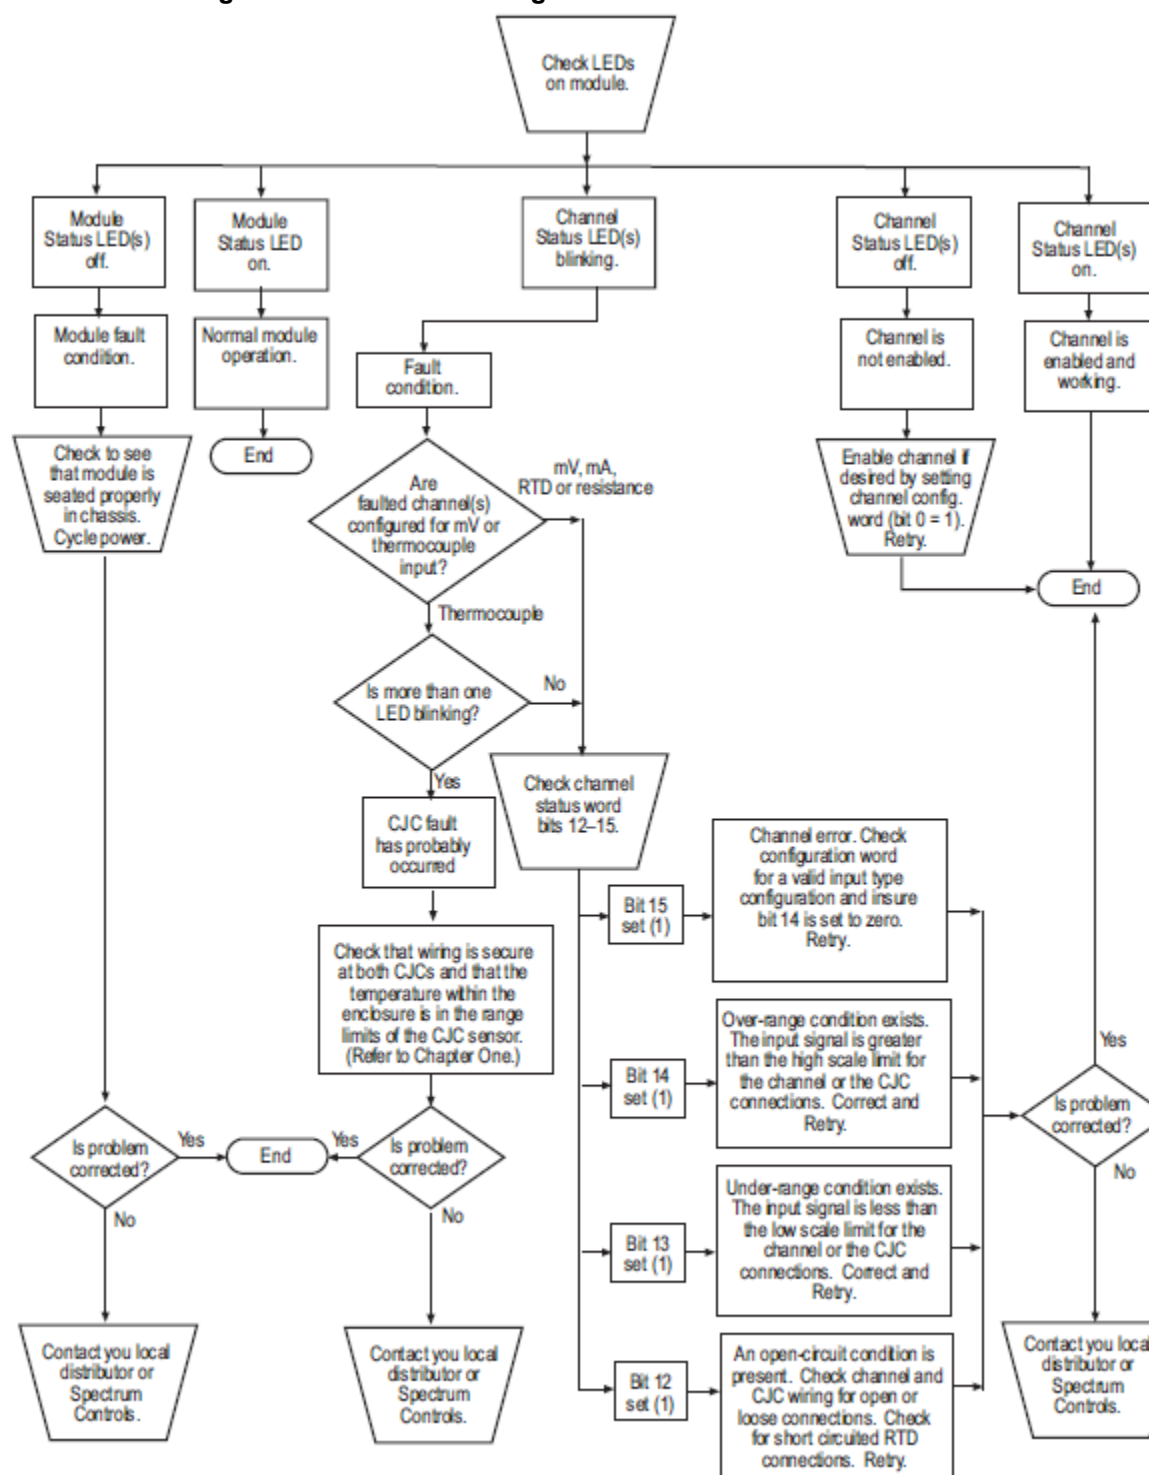 Check LEDs
on module.
Module
Status LED(s)
off.
Module
Status LED
on.
Channel
Status LED(s)
blinking.
Channel
Status LED(s)
off.
Channel
Status LED(s)
on.
Module fault
condition.
Normal module
operation.
Fault
condition.
Channel is
not enabled.
Channel is
enabled and
working.
Check to see
that module is
seated properly
in chassis.
Cycle power.
End
Are
faulted channel(s)
configured for mV or
thermocouple
input?
mV, mA,
RTD or resistance
Enable channel if
desired by setting
channel config.
word (bit 0 = 1).
Retry.
End
Thermocouple
Is more than one
LED blinking?
No
Yes
Check channel
status word
bits 12–15.
CJC fault
has probably
occurred
Check that wiring is secure
at both CJCs and that the
temperature within the
enclosure is in the range
limits of the CJC sensor.
(Refer to Chapter One.)
Bit 15
set (1)
Channel error. Check
configuration word
for a valid input type
configuration and insure
bit 14 is set to zero.
Retry.
Bit 14
set (1)
Over-range condition exists.
The input signal is greater
than the high scale limit for
the channel or the CJC
connections. Correct and
Retry.
Bit 13
set (1)
Under-range condition exists.
The input signal is less than
the low scale limit for the
channel or the CJC
connections. Correct and
Retry.
Bit 12
set (1)
An open-circuit condition is
present. Check channel and
CJC wiring for open or
loose connections. Check
for short circuited RTD
connections. Retry.
Is problem
corrected?
Yes
End
Yes
Is problem
corrected?
Yes
Is problem
corrected?
No
No
No
Contact you local
distributor or
Spectrum
Controls.
Contact you local
distributor or
Spectrum
Controls.
Contact you local
distributor or
Spectrum
Controls.